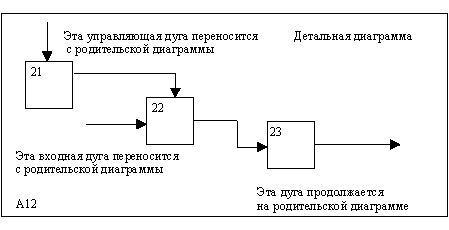 Эта управляющая дуга переносится
с родительской диаграммы
Детальная диаграмма
21
22
23
Эта входная дуга переносится
с родительской диаграммы
Эта дуга продолжается
на родительской диаграмме
А12